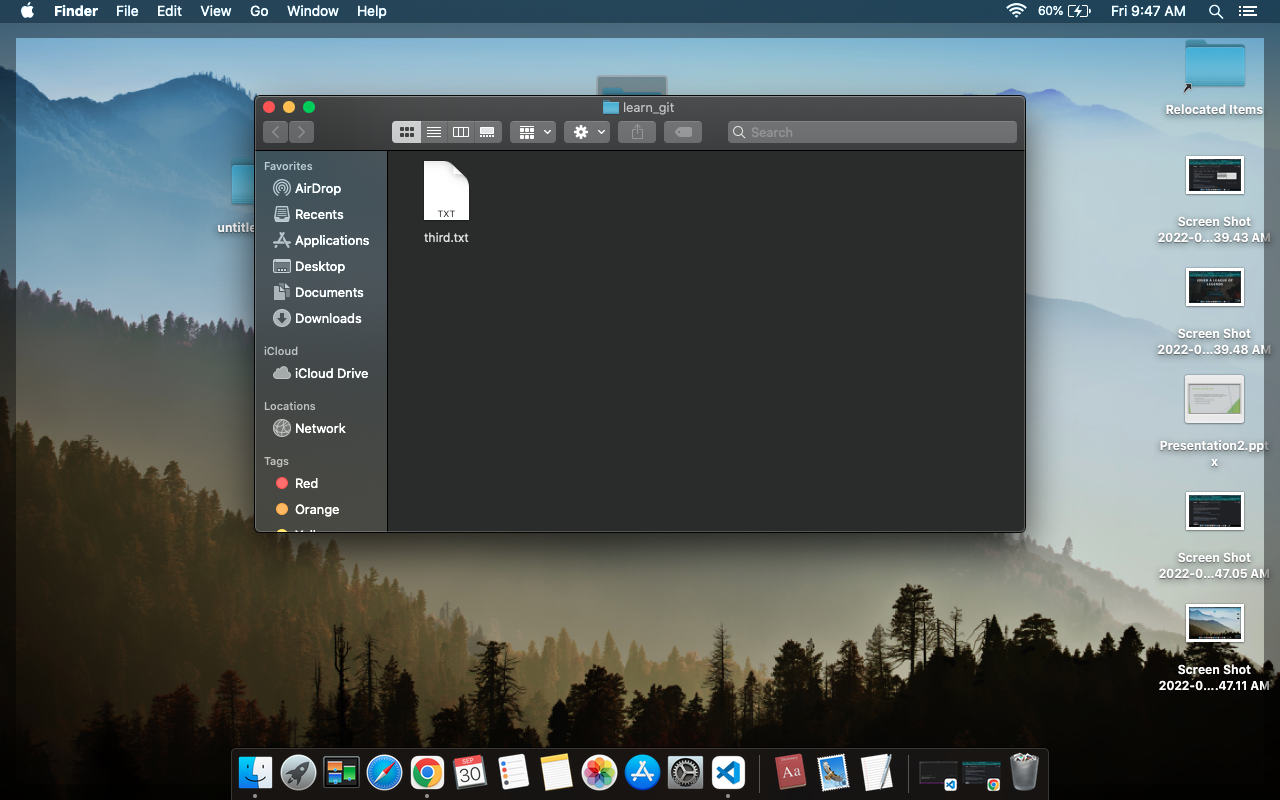 Finder File Edit View Go Window Help 60% Fri 9:47 AM
learn_git
Search
Favorites
AirDrop
Recents
Applications
Desktop
Documents
Downloads
iCloud
iCloud Drive
Locations
Network
Tags
Red
Orange
TXT
third.txt
Relocated Items
Screen Shot
2022-0...39.43 AM
Screen Shot
2022-0...39.48 AM
Presentation2.ppt
x
Screen Shot
2022-0...47.05 AM
Screen Shot
2022-0....47.11 AM
SEP
30
Aa